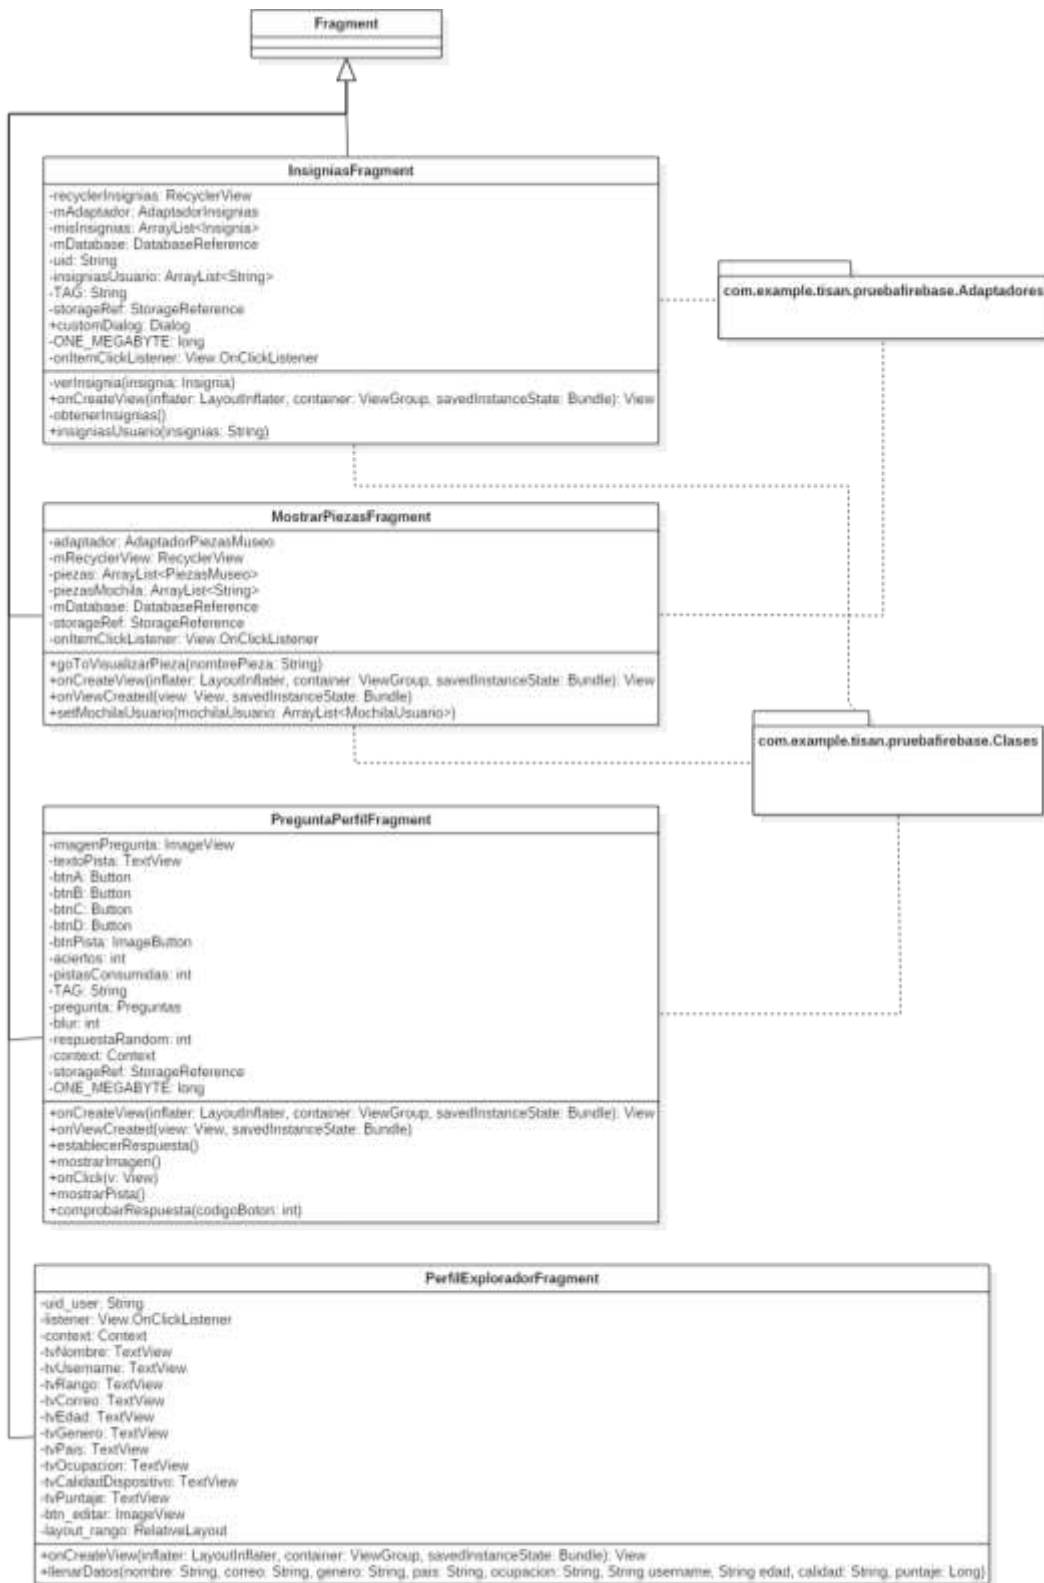 Fragment
InsigniasFragment
-recyclerInsignias: RecyclerView
-mAdaptador: AdaptadorInsignias
-misInsignias: ArrayList<Insignia>
-mDatabase: DatabaseReference
-uid: String
-insigniasUsuario: ArrayList<String>
-TAG: String
-storageRef: StorageReference
+customDialog: Dialog
-ONE_MEGABYTE: long
-onItemClickListener: View.OnClickListener
-verInsignia(insignia: Insignia)
+onCreateView(inflater: LayoutInflater, container: ViewGroup, savedInstanceState: Bundle): View
-obtenerInsignias()
+insigniasUsuario(insignias: String)
com.example.tisan.pruebafirebase.Adaptadores
MostrarPiezasFragment
-adaptador: AdaptadorPiezasMuseo
-mRecyclerView: RecyclerView
-piezas: ArrayList<PiezasMuseo>
-piezasMochila: ArrayList<String>
-mDatabase: DatabaseReference
-storageRef: StorageReference
-onItemClickListener: View.OnClickListener
+goToVisualizarPieza(nombrePieza: String)
+onCreateView(inflater: LayoutInflater, container: ViewGroup, savedInstanceState: Bundle): View
+onViewCreated(view: View, savedInstanceState: Bundle)
+setMochilaUsuario(mochilaUsuario: ArrayList<MochilaUsuario>)
com.example.tisan.pruebafirebase.Clases
PreguntaPerfilFragment
-imagenPregunta: ImageView
-textoPista: TextView
-btnA: Button
-btnB: Button
-btnC: Button
-btnD: Button
-btnPista: ImageButton
-aciertos: int
-pistasConsumidas: int
-TAG: String
-pregunta: Preguntas
-blur: int
-respuestaRandom: int
-context: Context
-storageRef: StorageReference
-ONE_MEGABYTE: long
+onCreateView(inflater: LayoutInflater, container: ViewGroup, savedInstanceState: Bundle): View
+onViewCreated(view: View, savedInstanceState: Bundle)
+establecerRespuesta()
+mostrarImagen()
+onClick(v: View)
+mostrarPista()
+comprobarRespuesta(codigoBoton: int)
PerfilExploradorFragment
-uid_user: String
-listener: View.OnClickListener
-context: Context
-tvNombre: TextView
-tvUsername: TextView
-tvRango: TextView
-tvCorreo: TextView
-tvEdad: TextView
-tvGenero: TextView
-tvPais: TextView
-tvOcupacion: TextView
-tvCalidadDispositivo: TextView
-tvPuntaje: TextView
-btn_editar: ImageView
-layout_rango: RelativeLayout
+onCreateView(inflater: LayoutInflater, container: ViewGroup, savedInstanceState: Bundle): View
+llenarDatos(nombre: String, correo: String, genero: String, pais: String, ocupacion: String, String username, String edad, calidad: String, puntaje: Long)